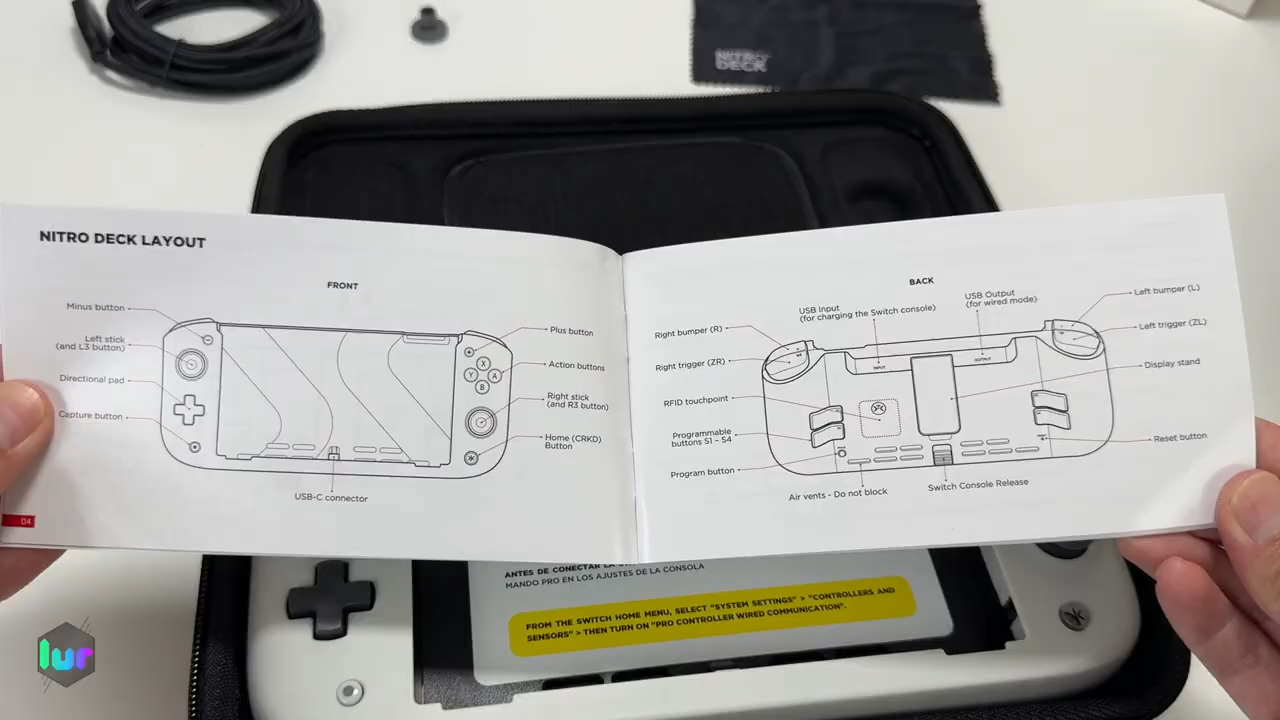 NITRO
DECK
NITRO DECK LAYOUT
FRONT
Minus button
Left stick
(and L3 button)
Directional pad
Capture button
Plus button
Action buttons
Right stick
(and R3 button)
Home (CRKD)
Button
USB-C connector
X
Y
A
B
04
BACK
USB Input
(for charging the Switch console)
USB Output
(for wired mode)
Left bumper (L)
Right bumper (R)
Left trigger (ZL)
Right trigger (ZR)
Display stand
RFID touchpoint
Programmable
buttons S1 - S4
Reset button
Program button
Air vents - Do not block
Switch Console Release
INPUT
OUTPUT
ANTES DE CONECTAR LA
MANDO PRO EN LOS AJUSTES DE LA CONSOLA
FROM THE SWITCH HOME MENU, SELECT "SYSTEM SETTINGS" > "CONTROLLERS AND
SENSORS" > THEN TURN ON "PRO CONTROLLER WIRED COMMUNICATION".
lur